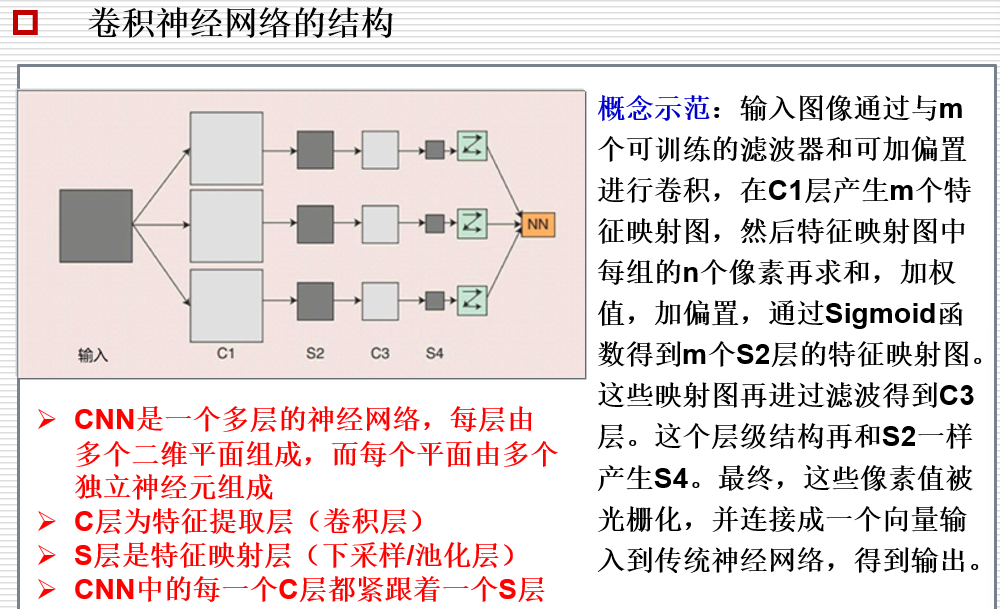 卷积神经网络的结构
NN
输入 C1 S2 C3 S4
CNN是一个多层的神经网络，每层由
多个二维平面组成，而每个平面由多个
独立神经元组成
C层为特征提取层（卷积层）
S层是特征映射层（下采样/池化层）
CNN中的每一个C层都紧跟着一个S层
概念示范：输入图像通过与m
个可训练的滤波器和可加偏置
进行卷积，在C1层产生m个特
征映射图，然后特征映射图中
每组的n个像素再求和，加权
值，加偏置，通过Sigmoid函
数得到m个S2层的特征映射图。
这些映射图再进过滤波得到C3
层。这个层级结构再和S2一样
产生S4。最终，这些像素值被
光栅化，并连接成一个向量输
入到传统神经网络，得到输出。